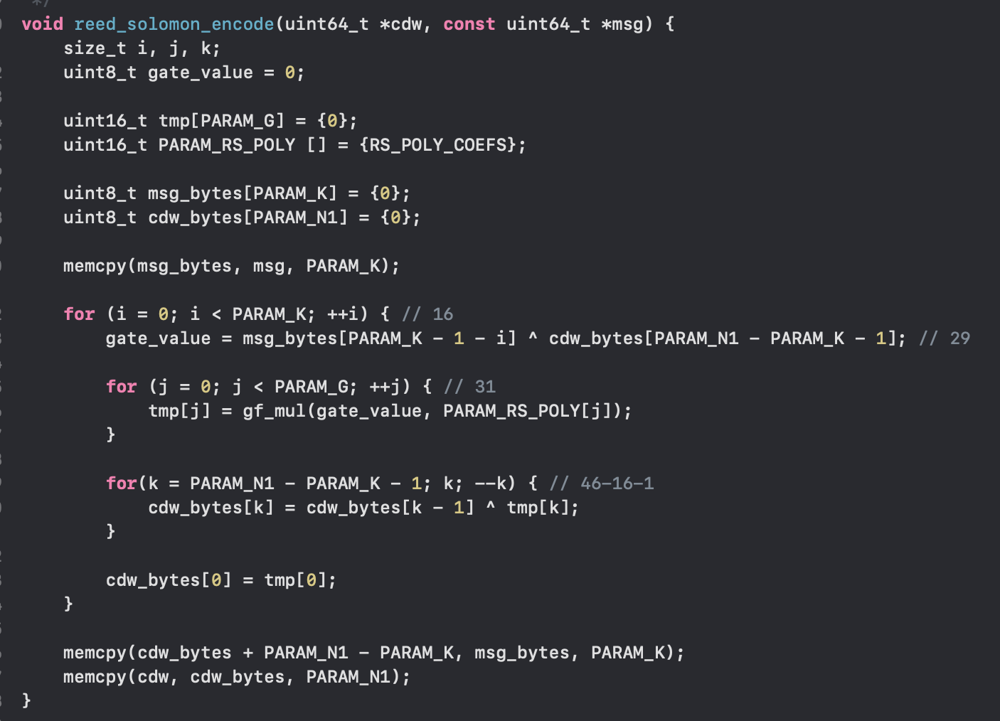 */
void reed_solomon_encode(uint64_t *cdw, const uint64_t *msg) {
    size_t i, j, k;
    uint8_t gate_value = 0;

    uint16_t tmp[PARAM_G] = {0};
    uint16_t PARAM_RS_POLY [] = {RS_POLY_COEFS};

    uint8_t msg_bytes[PARAM_K] = {0};
    uint8_t cdw_bytes[PARAM_N1] = {0};

    memcpy(msg_bytes, msg, PARAM_K);

    for (i = 0; i < PARAM_K; ++i) { // 16
        gate_value = msg_bytes[PARAM_K - 1 - i] ^ cdw_bytes[PARAM_N1 - PARAM_K - 1]; // 29

        for (j = 0; j < PARAM_G; ++j) { // 31
            tmp[j] = gf_mul(gate_value, PARAM_RS_POLY[j]);
        }

        for(k = PARAM_N1 - PARAM_K - 1; k; --k) { // 46-16-1
            cdw_bytes[k] = cdw_bytes[k - 1] ^ tmp[k];
        }

        cdw_bytes[0] = tmp[0];
    }

    memcpy(cdw_bytes + PARAM_N1 - PARAM_K, msg_bytes, PARAM_K);
    memcpy(cdw, cdw_bytes, PARAM_N1);
}